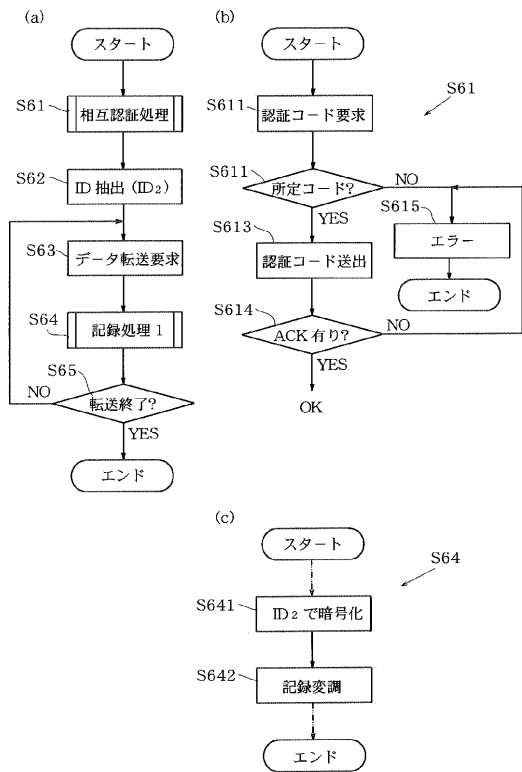 (a)
スタート
S61
相互認証処理
S62
ID 抽出 (ID₂)
S63
データ転送要求
S64
記録処理 1
S65
転送終了?
NO
YES
エンド
(b)
スタート
S61
S611
認証コード要求
S611
所定コード?
NO
YES
S615
エラー
エンド
S613
認証コード送出
S614
ACK 有り?
NO
YES
OK
(c)
スタート
S64
S641
ID₂ で暗号化
S642
記録変調
エンド